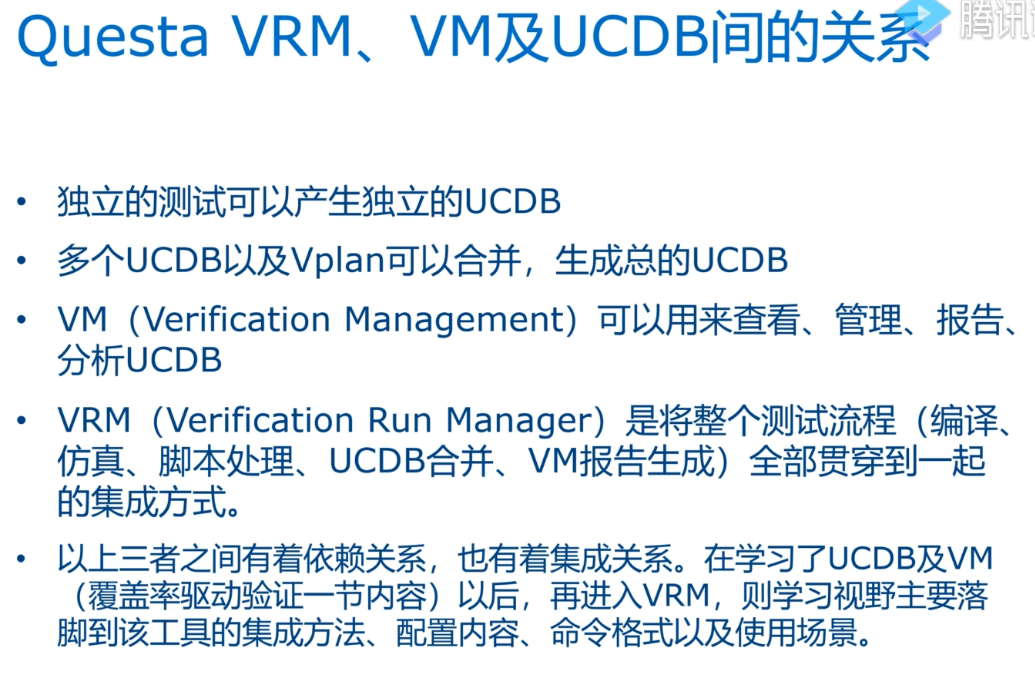 Questa VRM、VM及UCDB间的关系
腾讯
• 独立的测试可以产生独立的UCDB
• 多个UCDB以及Vplan可以合并，生成总的UCDB
• VM（Verification Management）可以用来查看、管理、报告、
分析UCDB
• VRM（Verification Run Manager）是将整个测试流程（编译、
仿真、脚本处理、UCDB合并、VM报告生成）全部贯穿到一起
的集成方式。
• 以上三者之间有着依赖关系，也有着集成关系。在学习了UCDB及VM
（覆盖率驱动验证一节内容）以后，再进入VRM，则学习视野主要落
脚到该工具的集成方法、配置内容、命令格式以及使用场景。